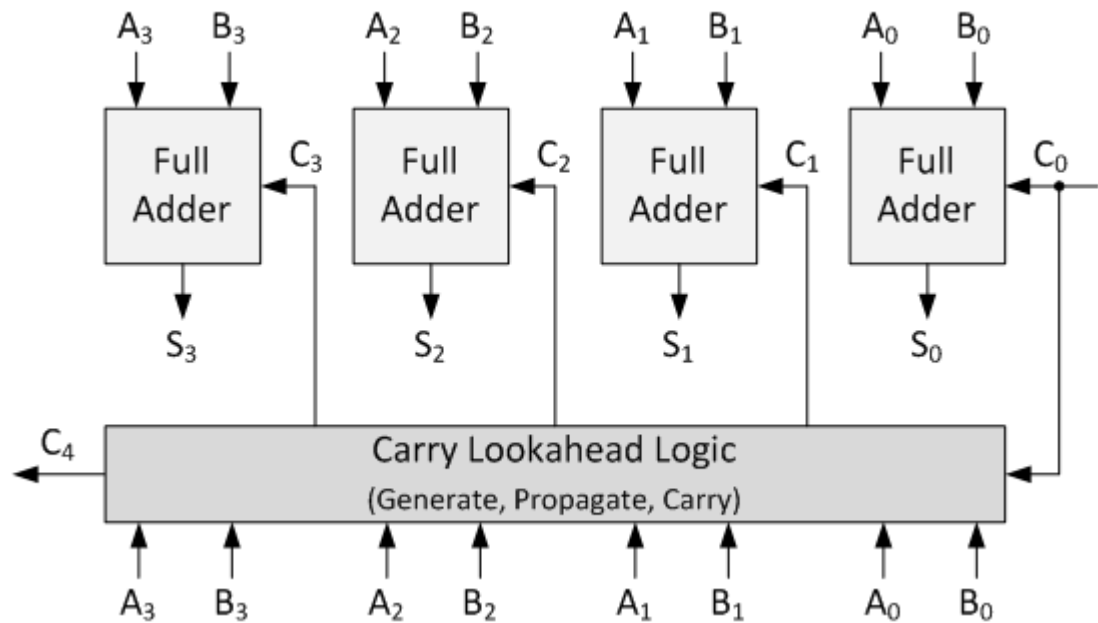 A₃ B₃ A₂ B₂ A₁ B₁ A₀ B₀
Full Adder C₃ Full Adder C₂ Full Adder C₁ Full Adder C₀
S₃ S₂ S₁ S₀
C₄ Carry Lookahead Logic
(Generate, Propagate, Carry)
A₃ B₃ A₂ B₂ A₁ B₁ A₀ B₀